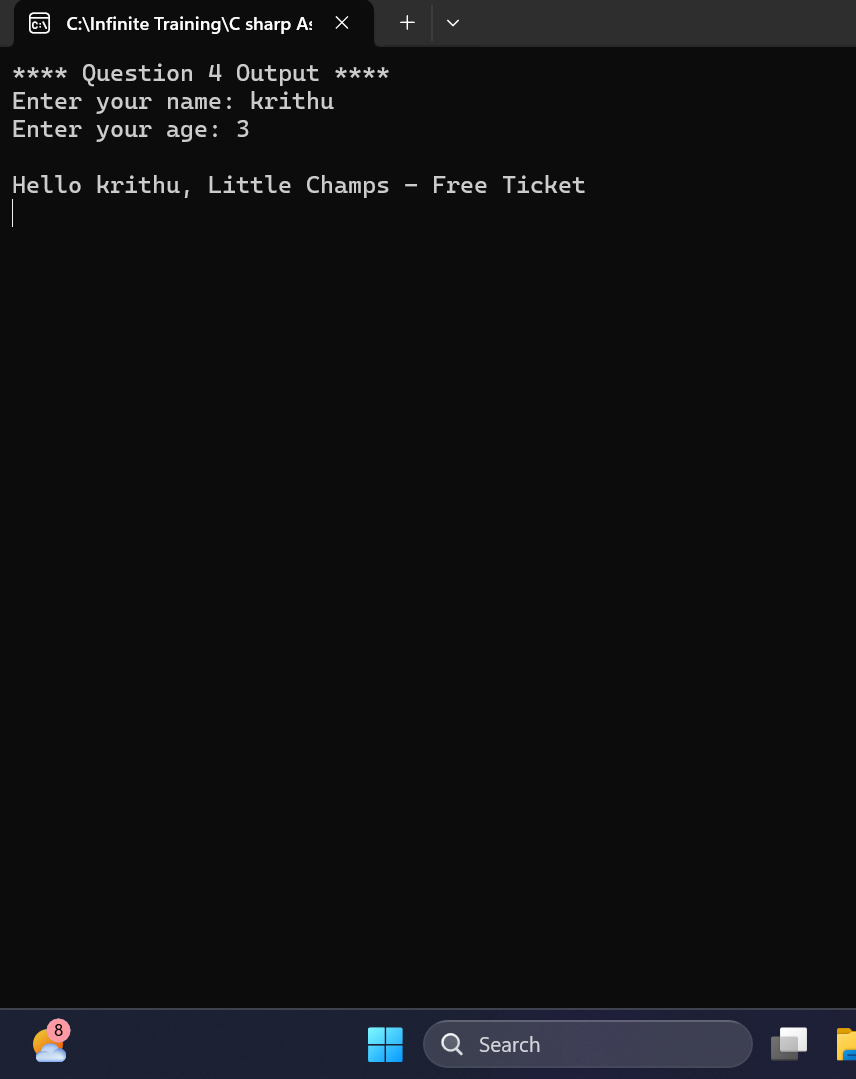 C:\Infinite Training\C sharp As
**** Question 4 Output ****
Enter your name: krithu
Enter your age: 3
Hello krithu, Little Champs - Free Ticket
8
Search